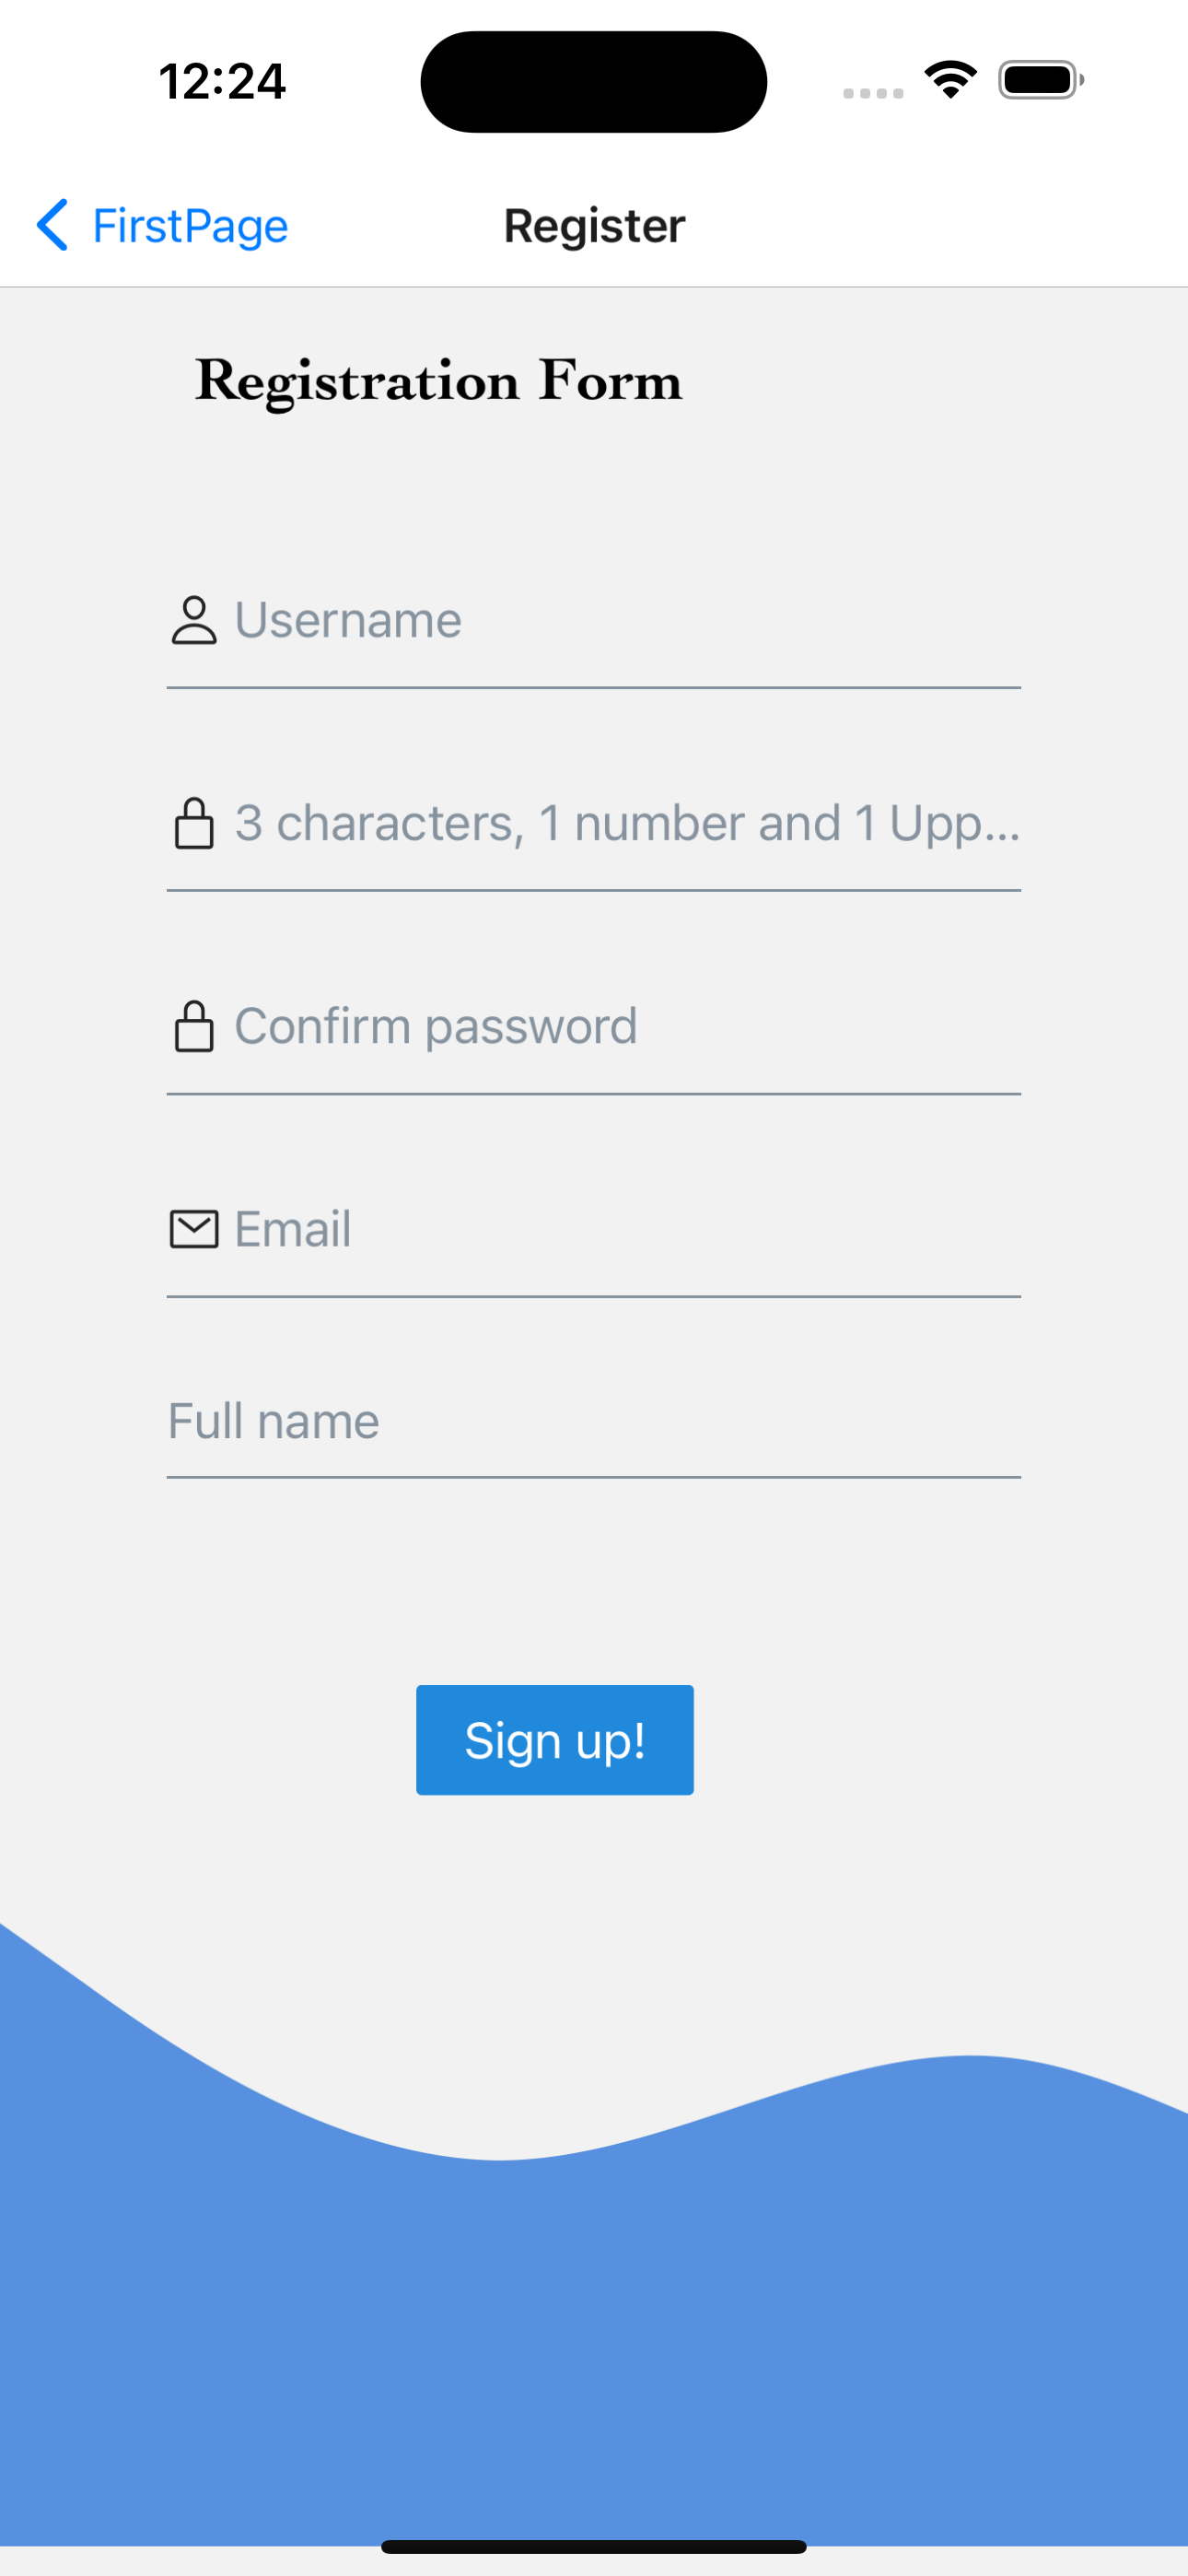 12:24
FirstPage Register
Registration Form
Username
3 characters, 1 number and 1 Upp...
Confirm password
Email
Full name
Sign up!